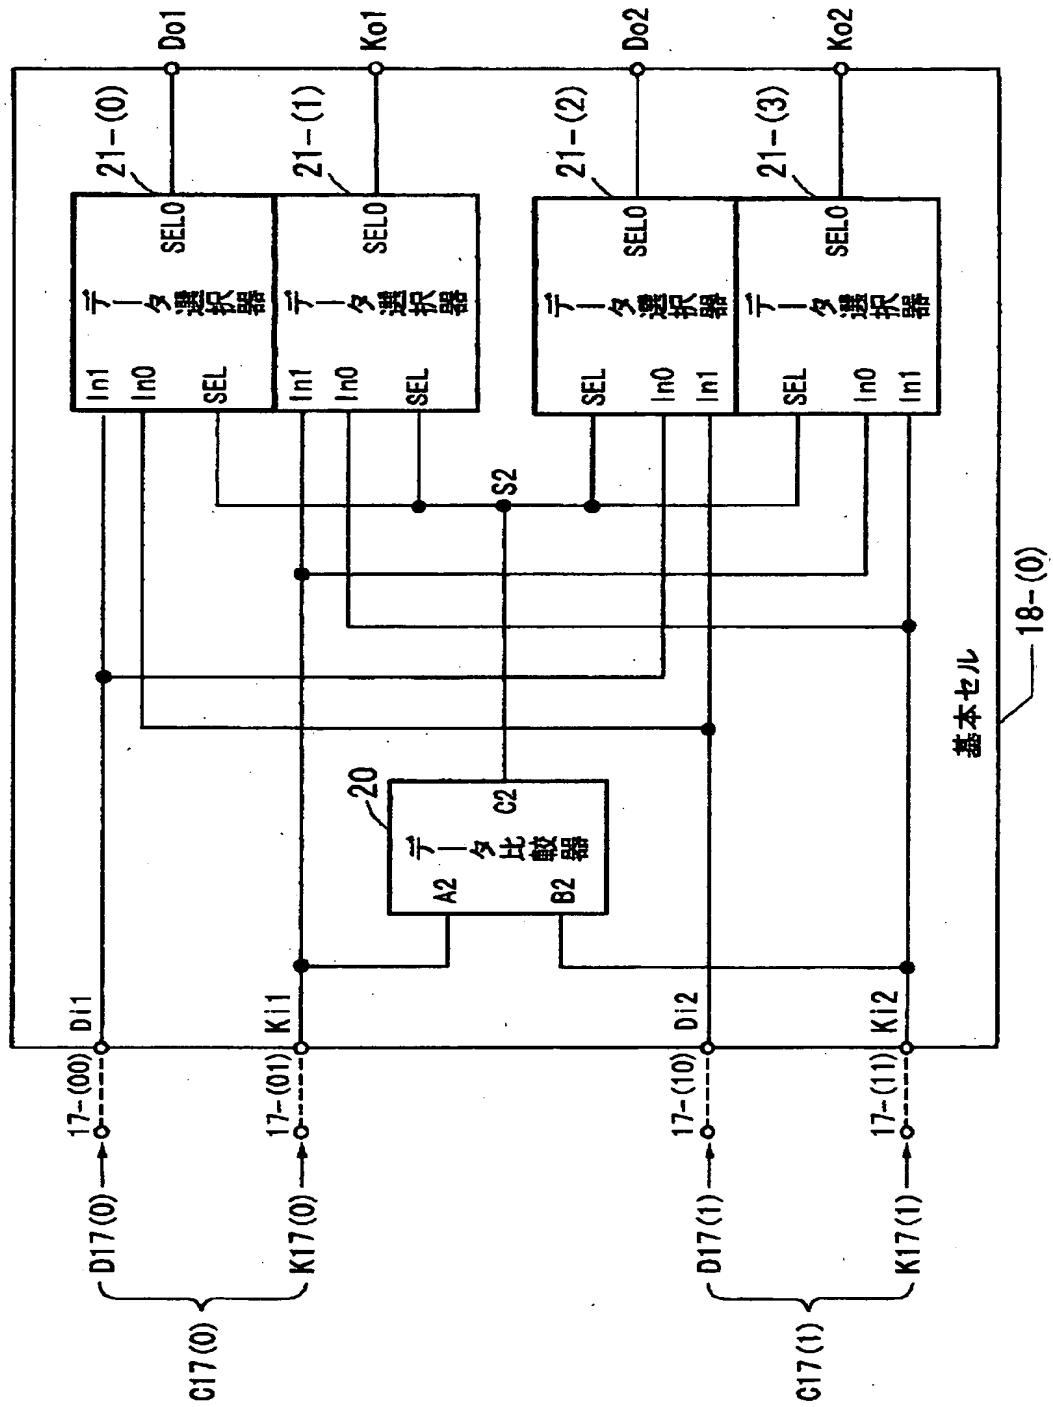 C17(0)
D17(0)
17-(00)
Di1
K17(0)
17-(01)
Ki1
C17(1)
D17(1)
17-(10)
Di2
K17(1)
17-(11)
Ki2
20
A2
B2
データ比較器
C2
S2
In1
In0
SEL
データ選択器
SELO
21-(0)
Do1
In1
In0
SEL
データ選択器
SELO
21-(1)
Ko1
SEL
In0
In1
データ選択器
SELO
21-(2)
Do2
SEL
In0
In1
データ選択器
SELO
21-(3)
Ko2
基本セル
18-(0)